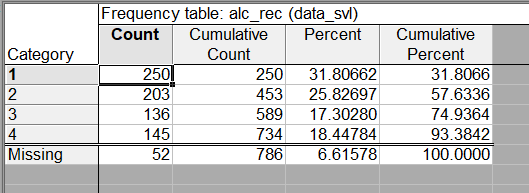 Frequency table: alc_rec (data_svl)
Category Count Cumulative Count Percent Cumulative Percent
1 250 250 31.80662 31.8066
2 203 453 25.82697 57.6336
3 136 589 17.30280 74.9364
4 145 734 18.44784 93.3842
Missing 52 786 6.61578 100.0000